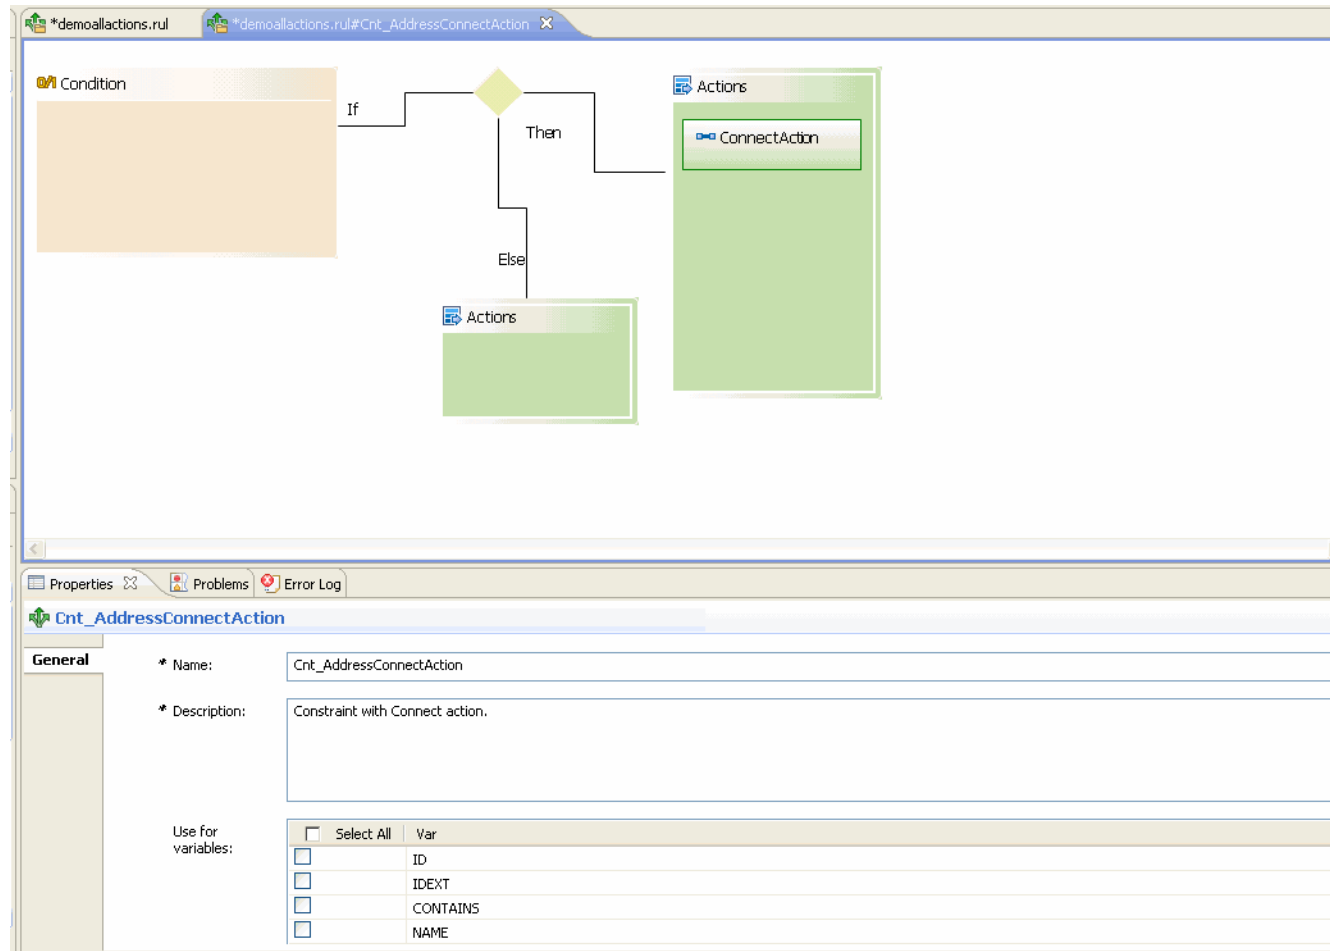 *demoallactions.rul
*demoallactions.rul#Cnt_AddressConnectAction
Condition
If
Then
Else
Actions
ConnectAction
Actions
Properties
Problems
Error Log
Cnt_AddressConnectAction
General
* Name:
Cnt_AddressConnectAction
* Description:
Constraint with Connect action.
Use for
variables:
Select All
Var
ID
IDEXT
CONTAINS
NAME